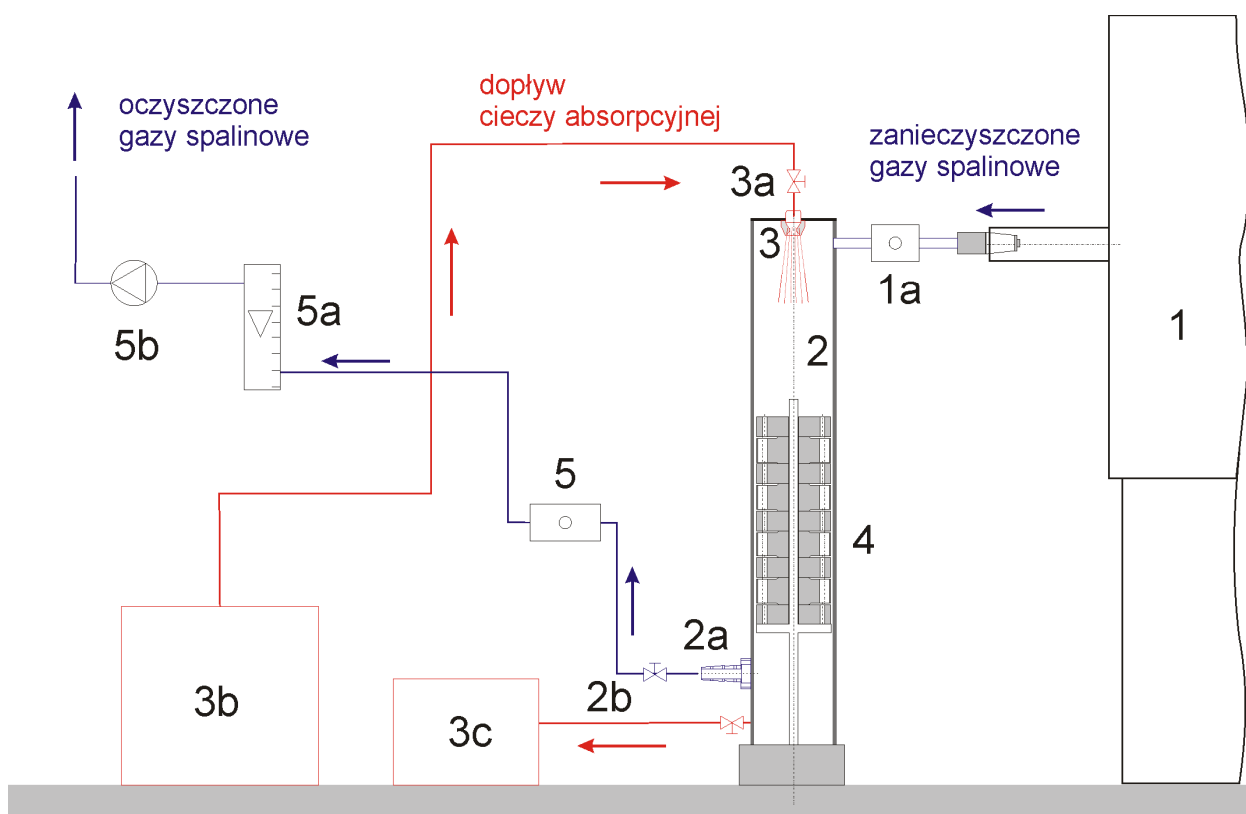 dopływ
cieczy absorpcyjnej
oczyszczone
gazy spalinowe
zanieczyszczone
gazy spalinowe
3a
3
1a
1
5a
5b
2
5
4
2a
2b
3b
3c